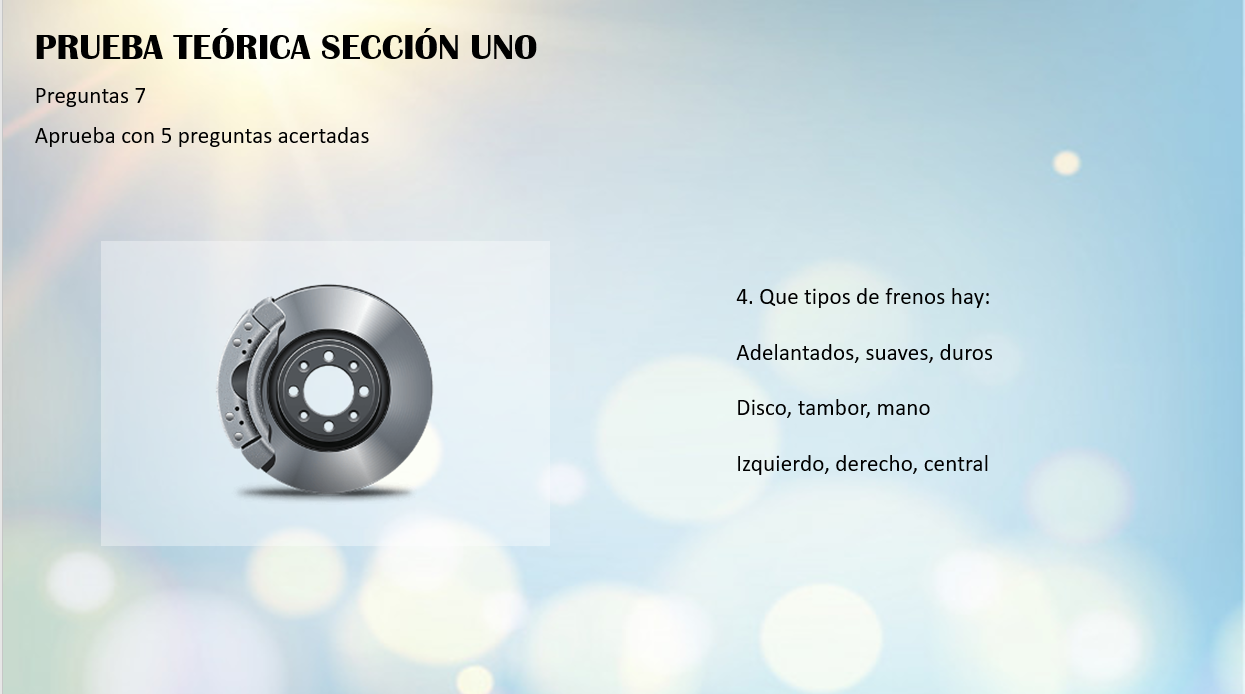 PRUEBA TEÓRICA SECCIÓN UNO
Preguntas 7
Aprueba con 5 preguntas acertadas
4. Que tipos de frenos hay:
Adelantados, suaves, duros
Disco, tambor, mano
Izquierdo, derecho, central